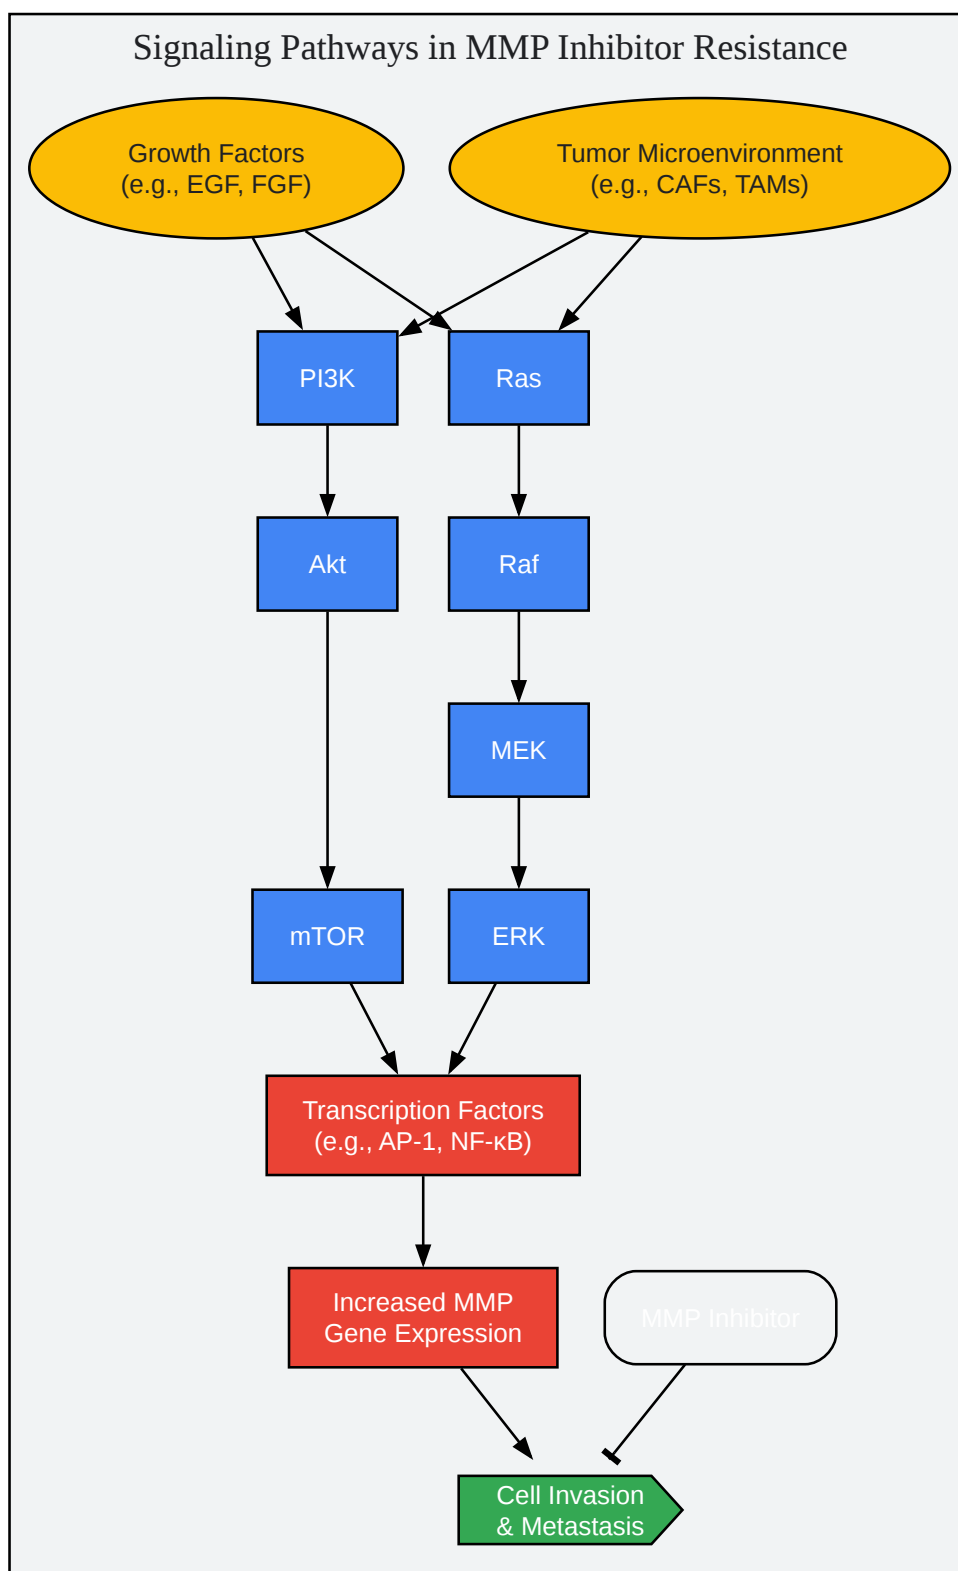 Signaling Pathways in MMP Inhibitor Resistance
Growth Factors
(e.g., EGF, FGF)
Tumor Microenvironment
(e.g., CAFs, TAMs)
PI3K
Ras
Akt
Raf
MEK
mTOR
ERK
Transcription Factors
(e.g., AP-1, NF-κB)
Increased MMP
Gene Expression
MMP Inhibitor
Cell Invasion
& Metastasis